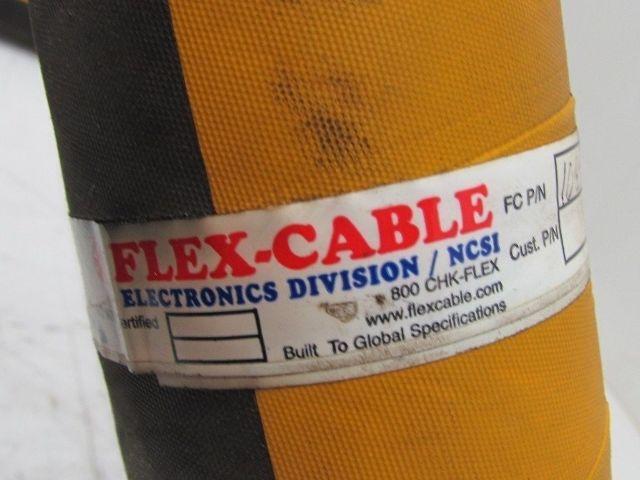 FLEX-CABLE
ELECTRONICS DIVISION / NCSI
800 CHK-FLEX
www.flexcable.com
Built To Global Specifications
FC P/N
Cust. P/N